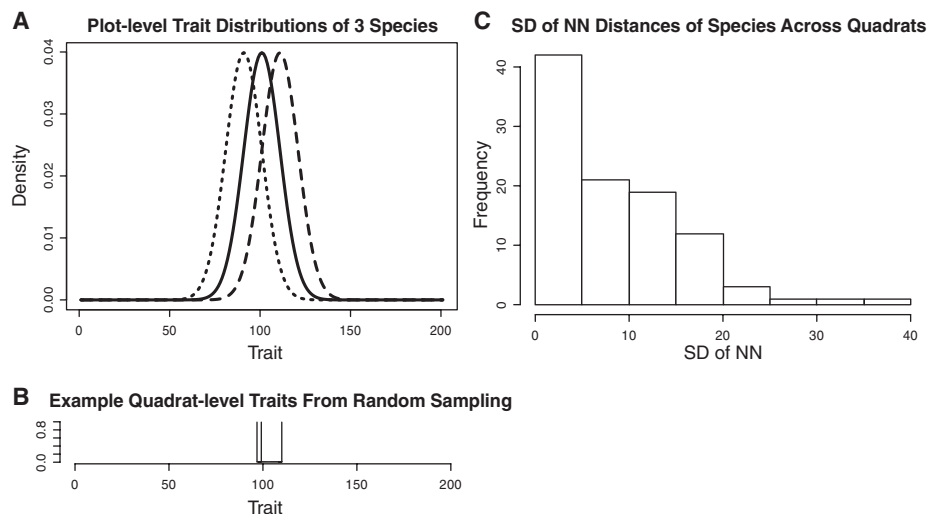 A Plot-level Trait Distributions of 3 Species
0.04
0.03
0.02
0.01
0.00
Density
0 50 100 150 200
Trait
B Example Quadrat-level Traits From Random Sampling
0.8
0.0
0 50 100 150 200
Trait
C SD of NN Distances of Species Across Quadrats
40
30
20
10
0
Frequency
0 10 20 30 40
SD of NN